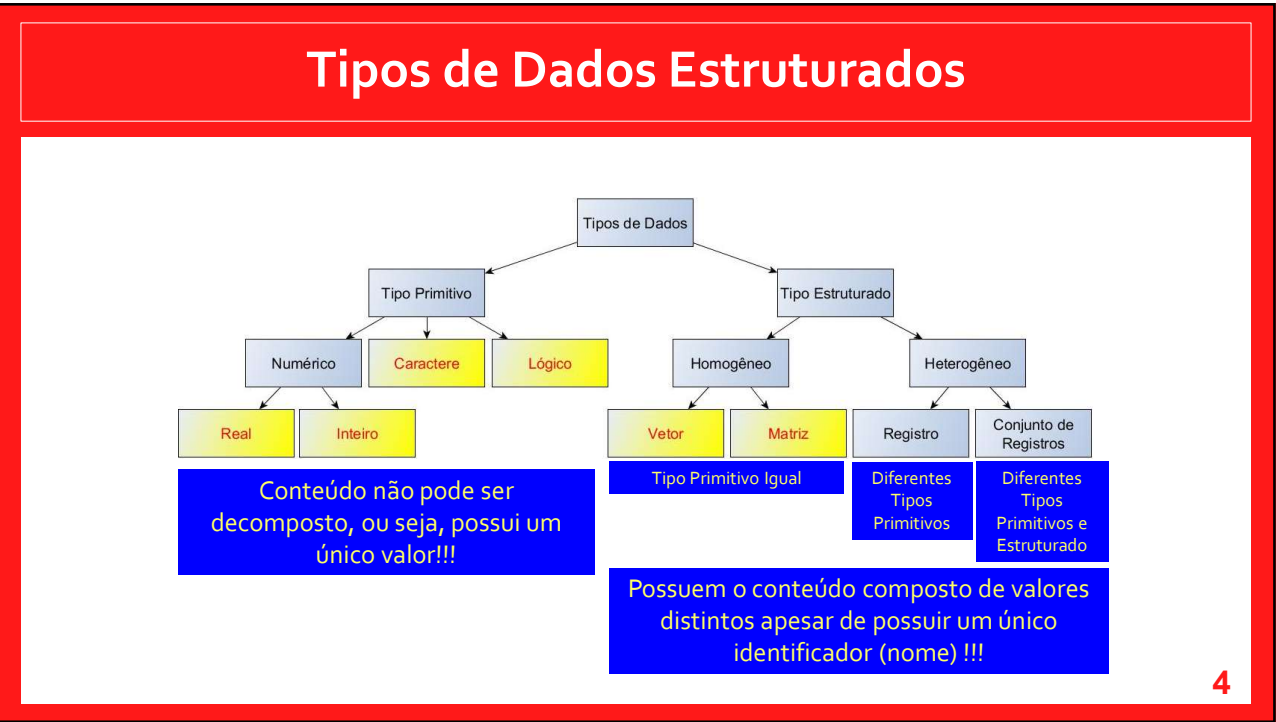 Tipos de Dados Estruturados
Tipos de Dados
Tipo Primitivo
Tipo Estruturado
Numérico
Caractere
Lógico
Homogêneo
Heterogêneo
Real
Inteiro
Vetor
Matriz
Registro
Conjunto de
Registros
Conteúdo não pode ser
decomposto, ou seja, possui um
único valor!!!
Tipo Primitivo Igual
Diferentes
Tipos
Primitivos
Diferentes
Tipos
Primitivos e
Estruturado
Possuem o conteúdo composto de valores
distintos apesar de possuir um único
identificador (nome) !!!
4